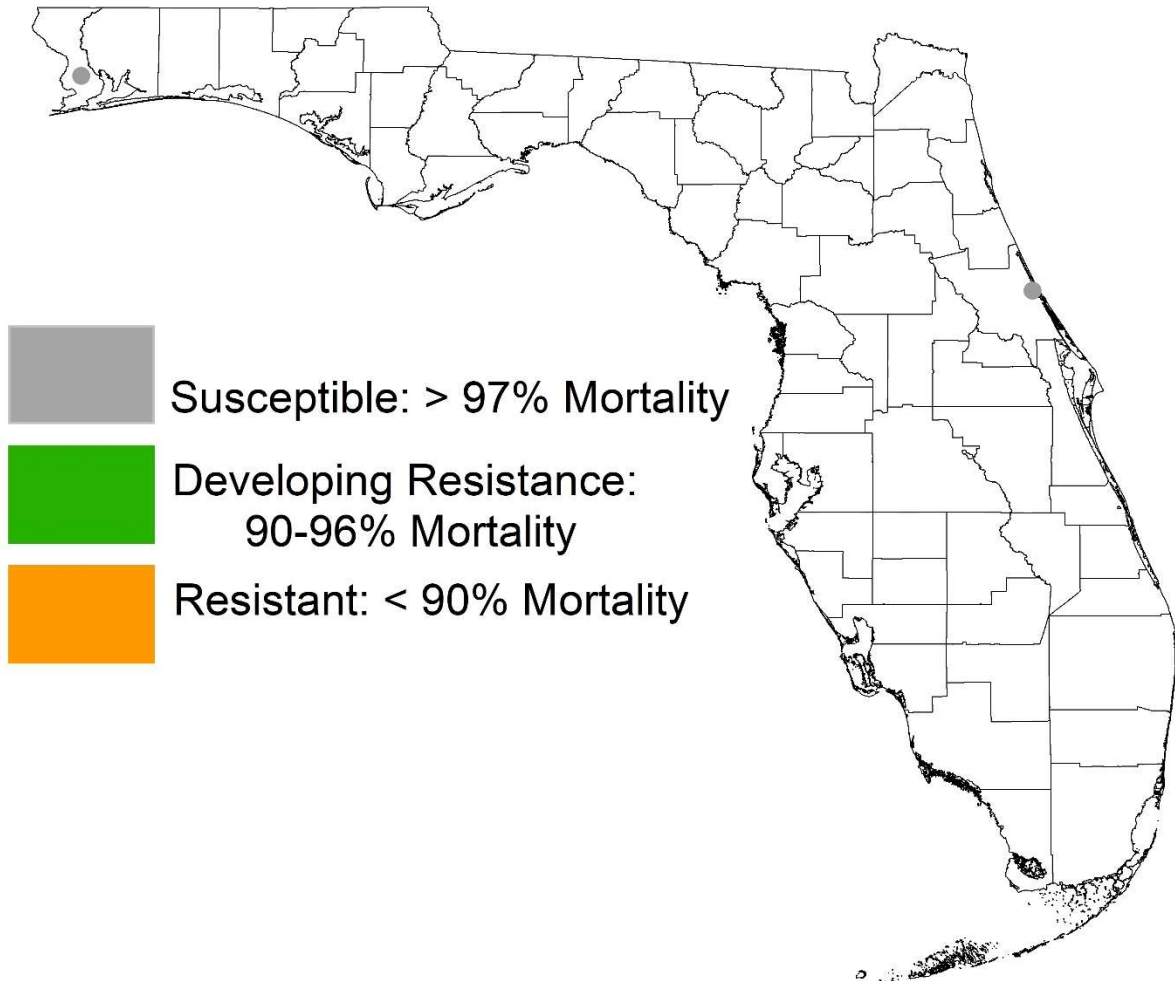 Susceptible: > 97% Mortality
Developing Resistance:
90-96% Mortality
Resistant: < 90% Mortality